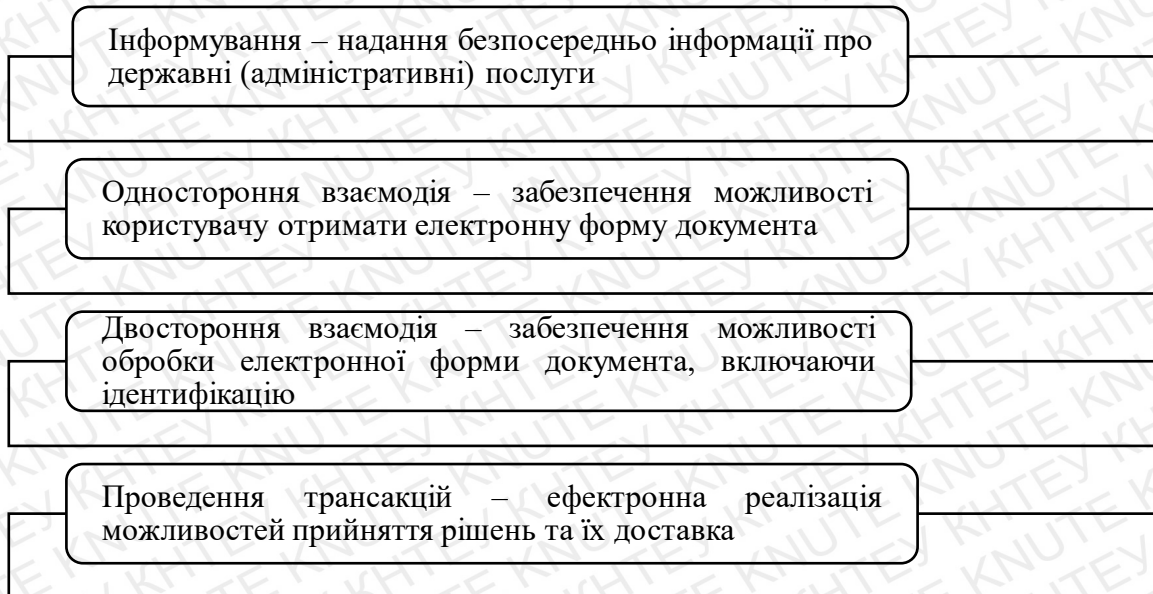 Інформування – надання безпосередньо інформації про
державні (адміністративні) послуги
Одностороння взаємодія – забезпечення можливості
користувачу отримати електронну форму документа
Двостороння взаємодія – забезпечення можливості
обробки електронної форми документа, включаючи
ідентифікацію
Проведення трансакцій – ефектронна реалізація
можливостей прийняття рішень та їх доставка